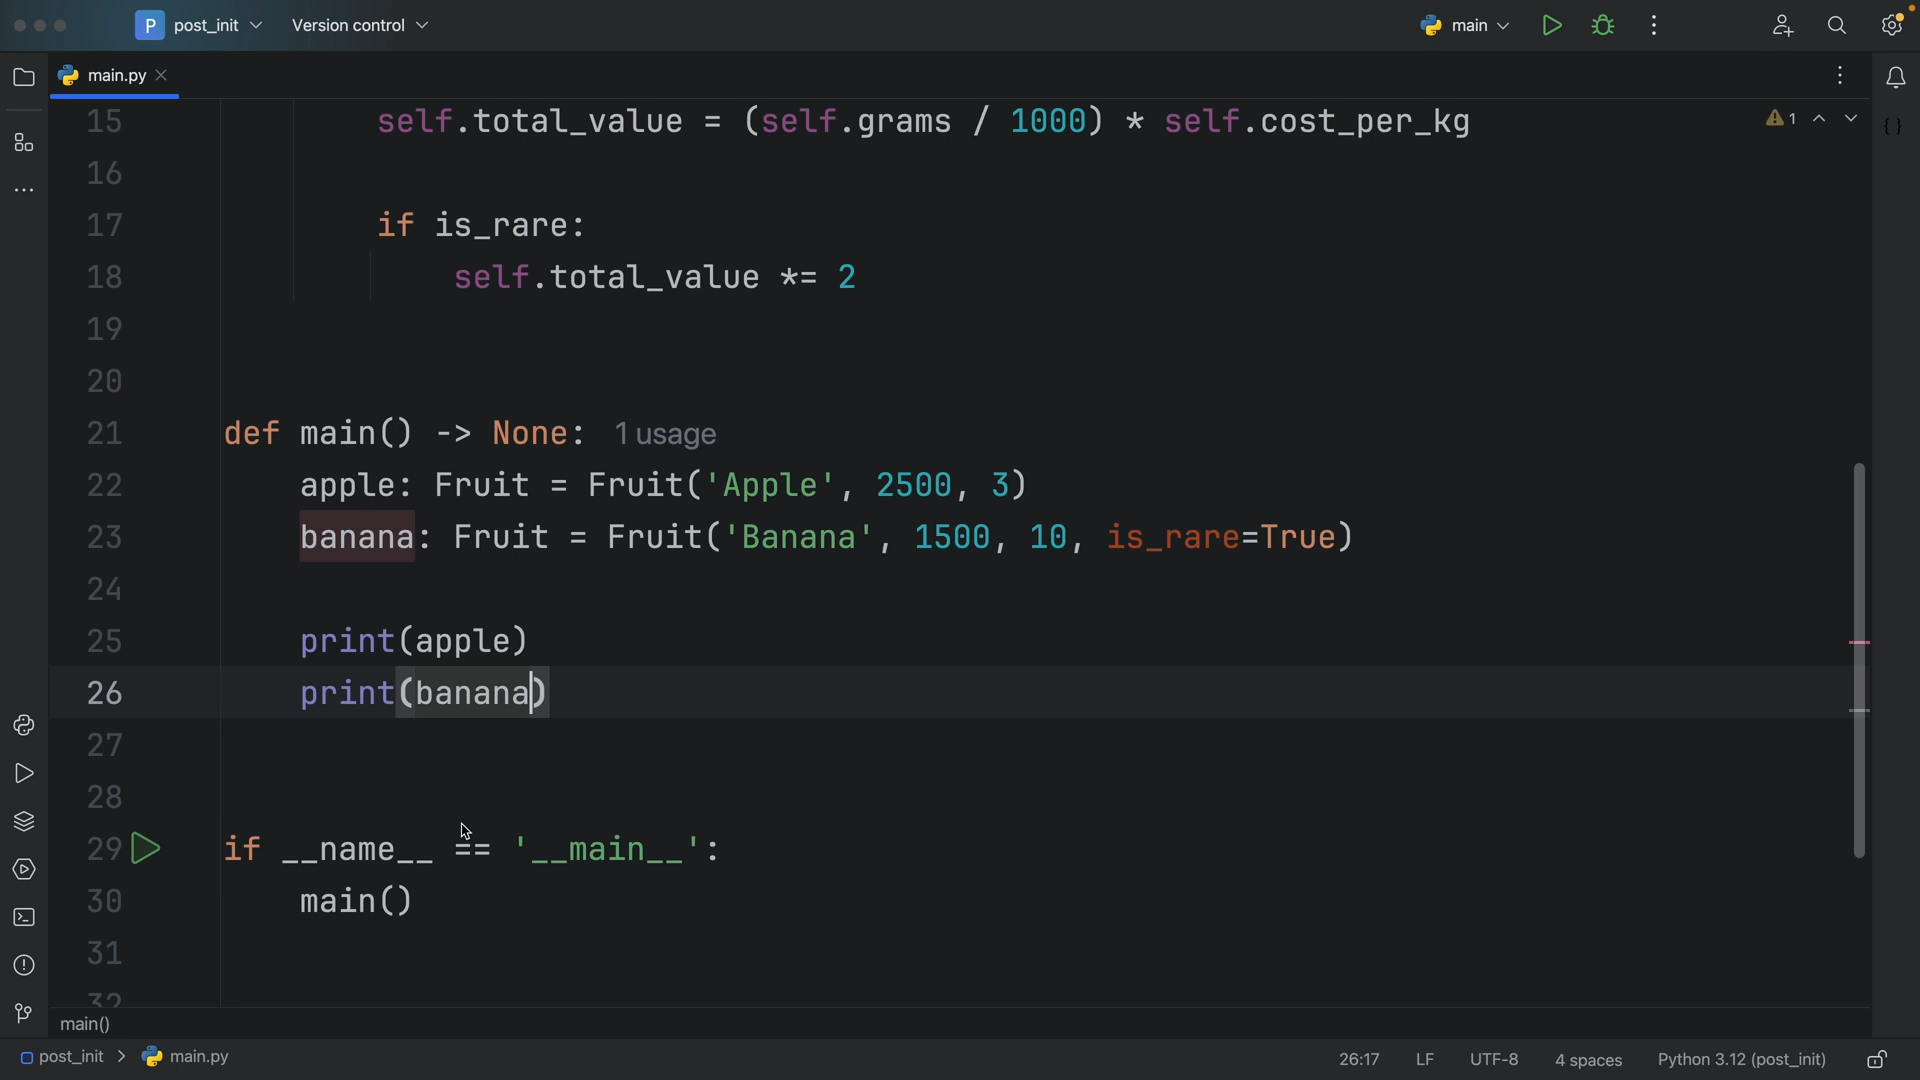 P post_init Version control main
main.py
15 self.total_value = (self.grams / 1000) * self.cost_per_kg 1
16
17 if is_rare:
18 self.total_value *= 2
19
20
21 def main() -> None: 1 usage
22 apple: Fruit = Fruit('Apple', 2500, 3)
23 banana: Fruit = Fruit('Banana', 1500, 10, is_rare=True)
24
25 print(apple)
26 print(banana)
27
28
29 if __name__ == '__main__':
30 main()
31
32
main()
post_init > main.py 26:17 LF UTF-8 4 spaces Python 3.12 (post_init)